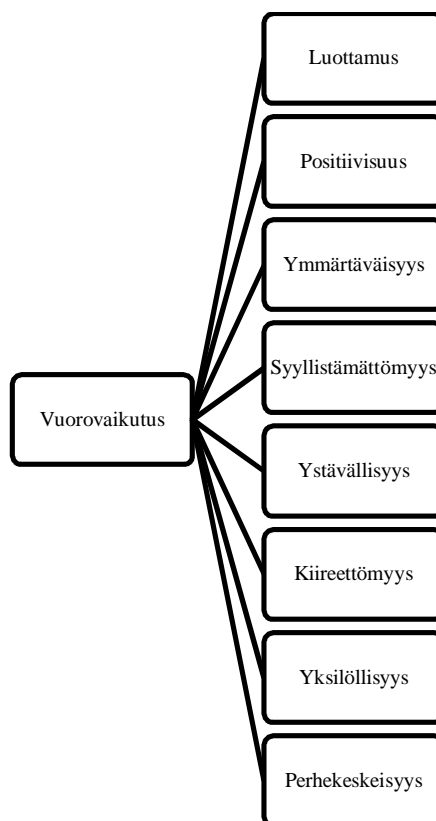 Luottamus
Positiivisuus
Ymmärtäväisyys
Syyllistämättömyys
Vuorovaikutus
Ystävällisyys
Kiireettömyys
Yksilöllisyys
Perhekeskeisyys